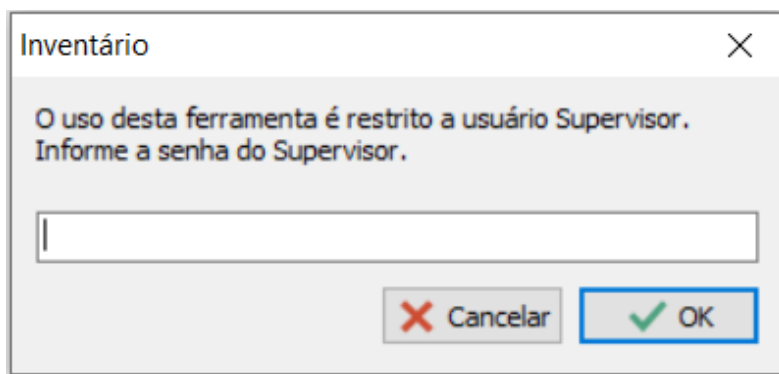 Inventário
O uso desta ferramenta é restrito a usuário Supervisor.
Informe a senha do Supervisor.
Cancelar
OK